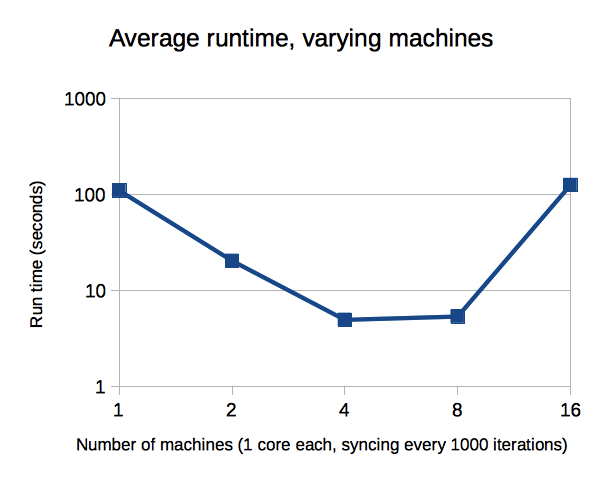 Average runtime, varying machines
1000
100
10
1
1 2 4 8 16
Run time (seconds)
Number of machines (1 core each, syncing every 1000 iterations)